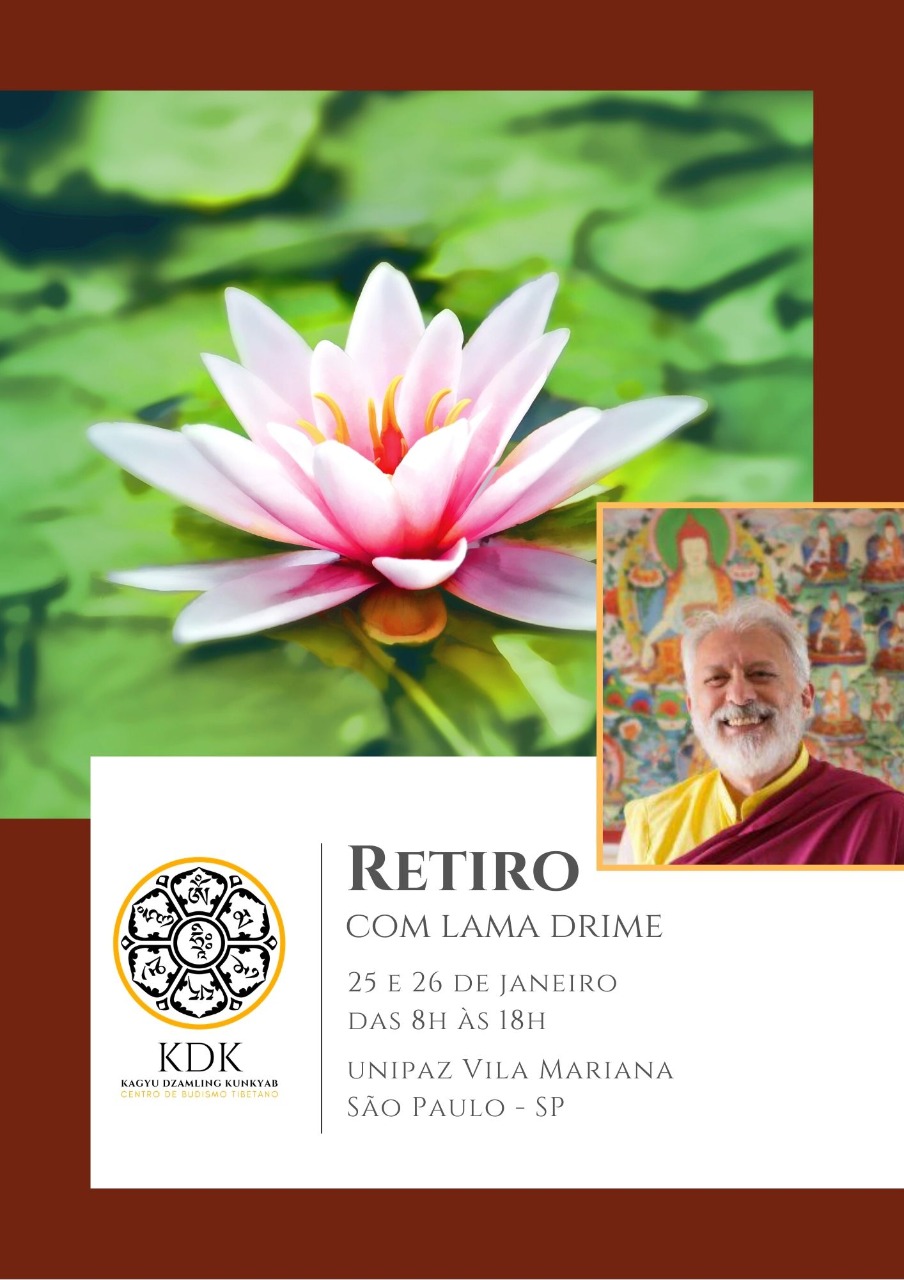 Retiro
com Lama Drime
25 e 26 de janeiro
das 8h às 18h
unipaz Vila Mariana
São Paulo - SP
KDK
KAGYU DZAMLING KUNKYAB
CENTRO DE BUDISMO TIBETANO